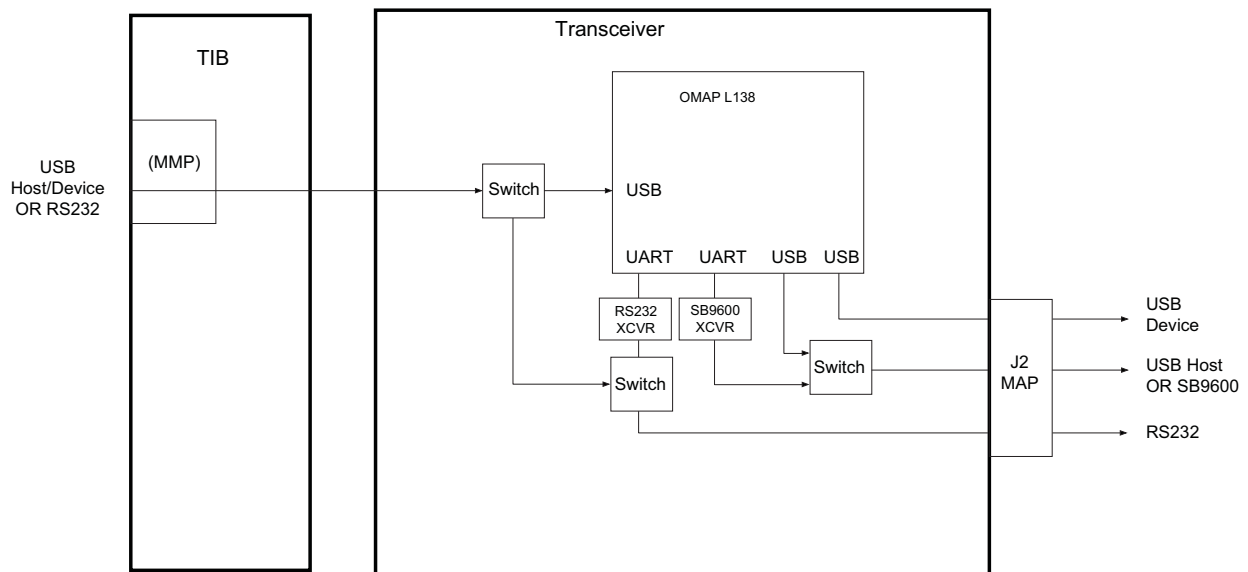 TIB
Transceiver
OMAP L138
(MMP)
USB
Host/Device
OR RS232
Switch
USB
UART
UART
USB
USB
RS232
XCVR
SB9600
XCVR
Switch
Switch
J2
MAP
USB
Device
USB Host
OR SB9600
RS232